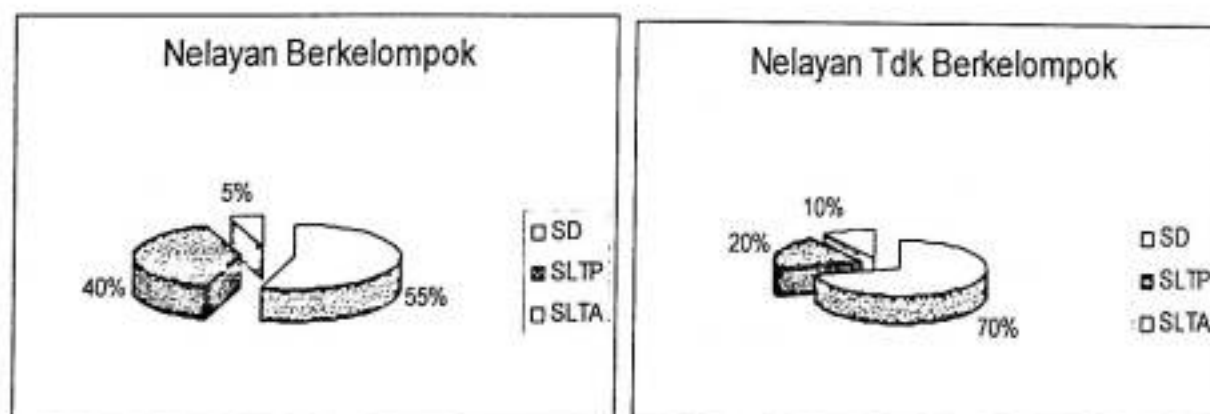 Nelayan Berkelompok
5%
40%
55%
SD
SLTP
SLTA
Nelayan Tdk Berkelompok
10%
20%
70%
SD
SLTP
SLTA